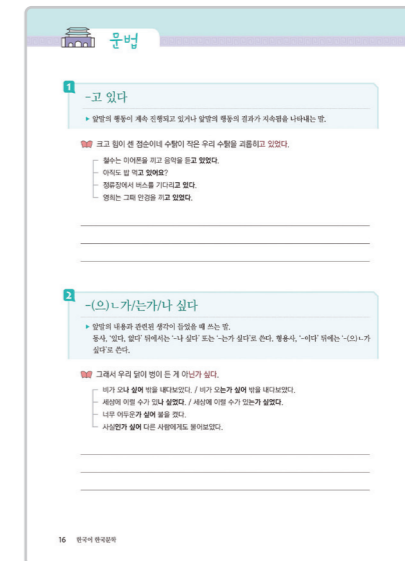 문법
1
-고 있다
▸ 앞말의 행동이 계속 진행되고 있거나 앞말의 행동의 결과가 지속됨을 나타내는 말.
크고 힘이 센 점순이네 수탉이 작은 우리 수탉을 괴롭히고 있었다.
철수는 이어폰을 끼고 음악을 듣고 있었다.
아직도 밥 먹고 있어요?
정류장에서 버스를 기다리고 있다.
영희는 그때 안경을 끼고 있었다.
2
-(으)ㄴ가/는가/나 싶다
▸ 앞말의 내용과 관련된 생각이 들었을 때 쓰는 말.
동사, '있다, 없다' 뒤에서는 '-나 싶다' 또는 '-는가 싶다'로 쓴다. 형용사, '-이다' 뒤에는 '-(으)ㄴ가
싶다'로 쓴다.
그래서 우리 닭이 병이 든 게 아닌가 싶다.
비가 오나 싶어 밖을 내다보았다. / 비가 오는가 싶어 밖을 내다보았다.
세상에 이럴 수가 있나 싶었다. / 세상에 이럴 수가 있는가 싶었다.
너무 어두운가 싶어 불을 켰다.
사실인가 싶어 다른 사람에게도 물어보았다.
16 한국어 한국문학